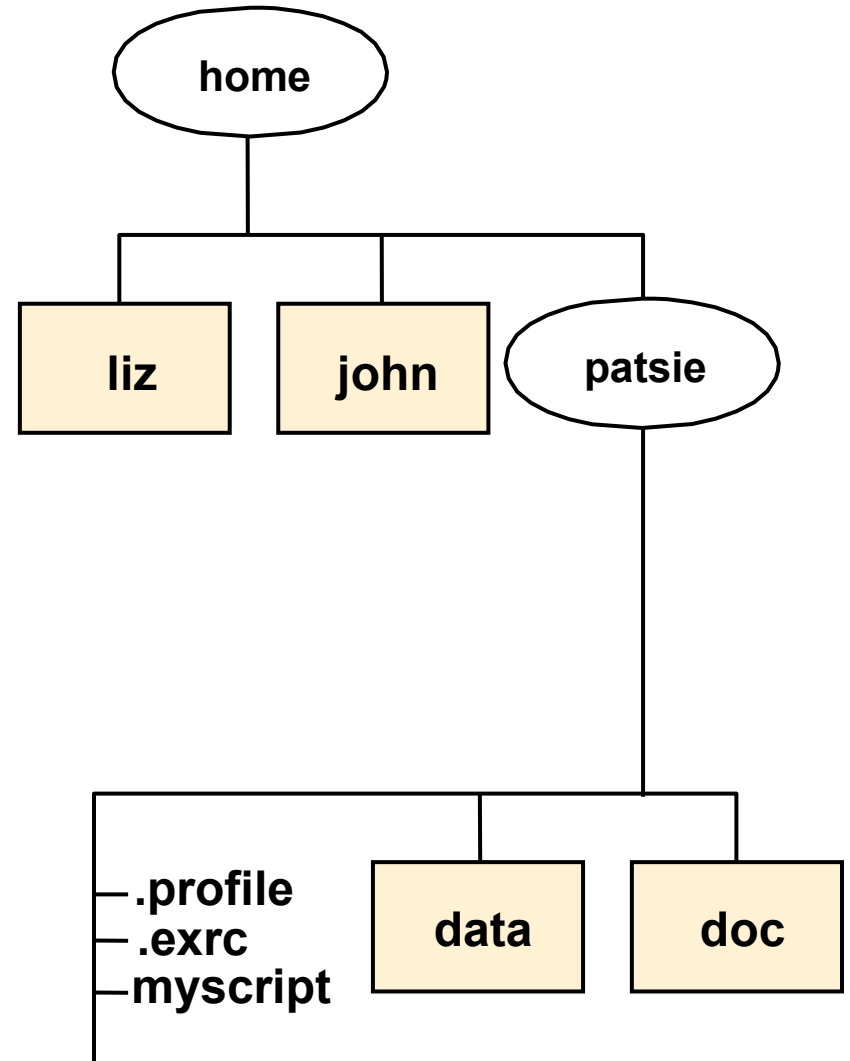 home
liz
john
patsie
.profile
.exrc
myscript
data
doc